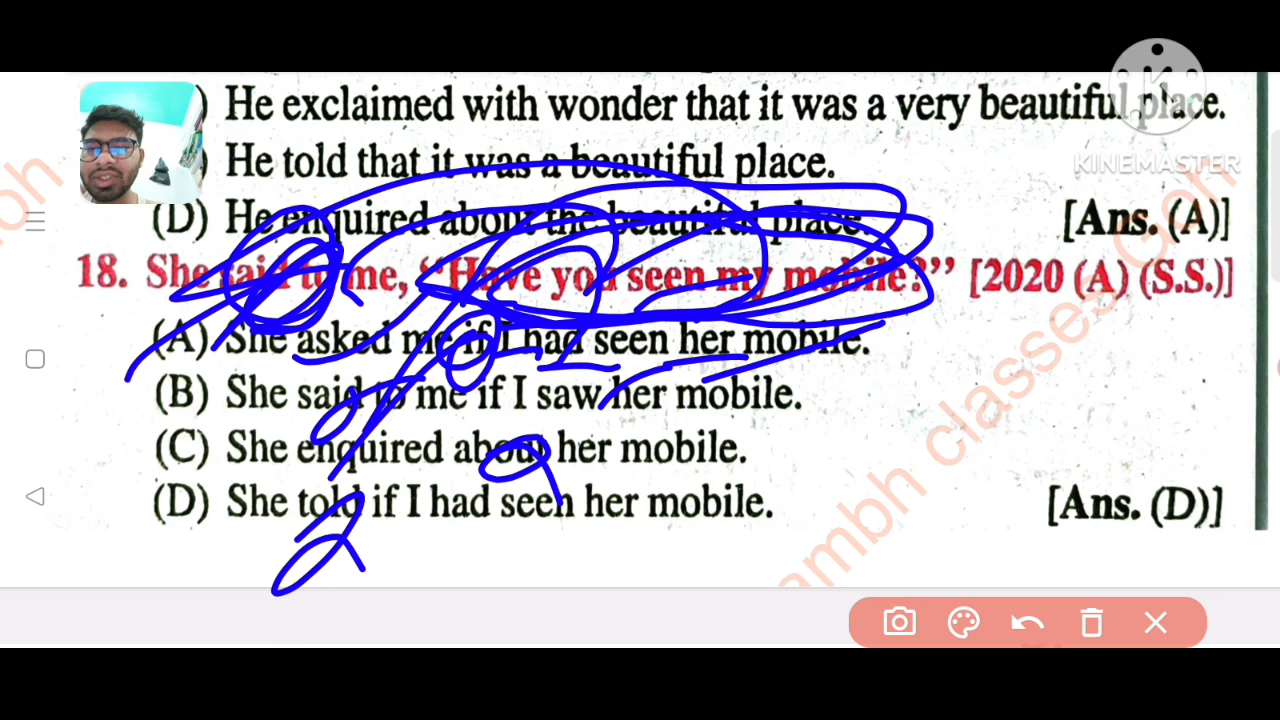 ) He exclaimed with wonder that it was a very beautiful place.
KINEMASTER
He told that it was a beautiful place.
(D) He enquired about the beautiful place. [Ans. (A)]
18. She said to me, “Have you seen my mobile?” [2020 (A) (S.S.)]
(A) She asked me if I had seen her mobile.
(B) She said to me if I saw her mobile.
(C) She enquired about her mobile.
(D) She told if I had seen her mobile. [Ans. (D)]
ambh classes